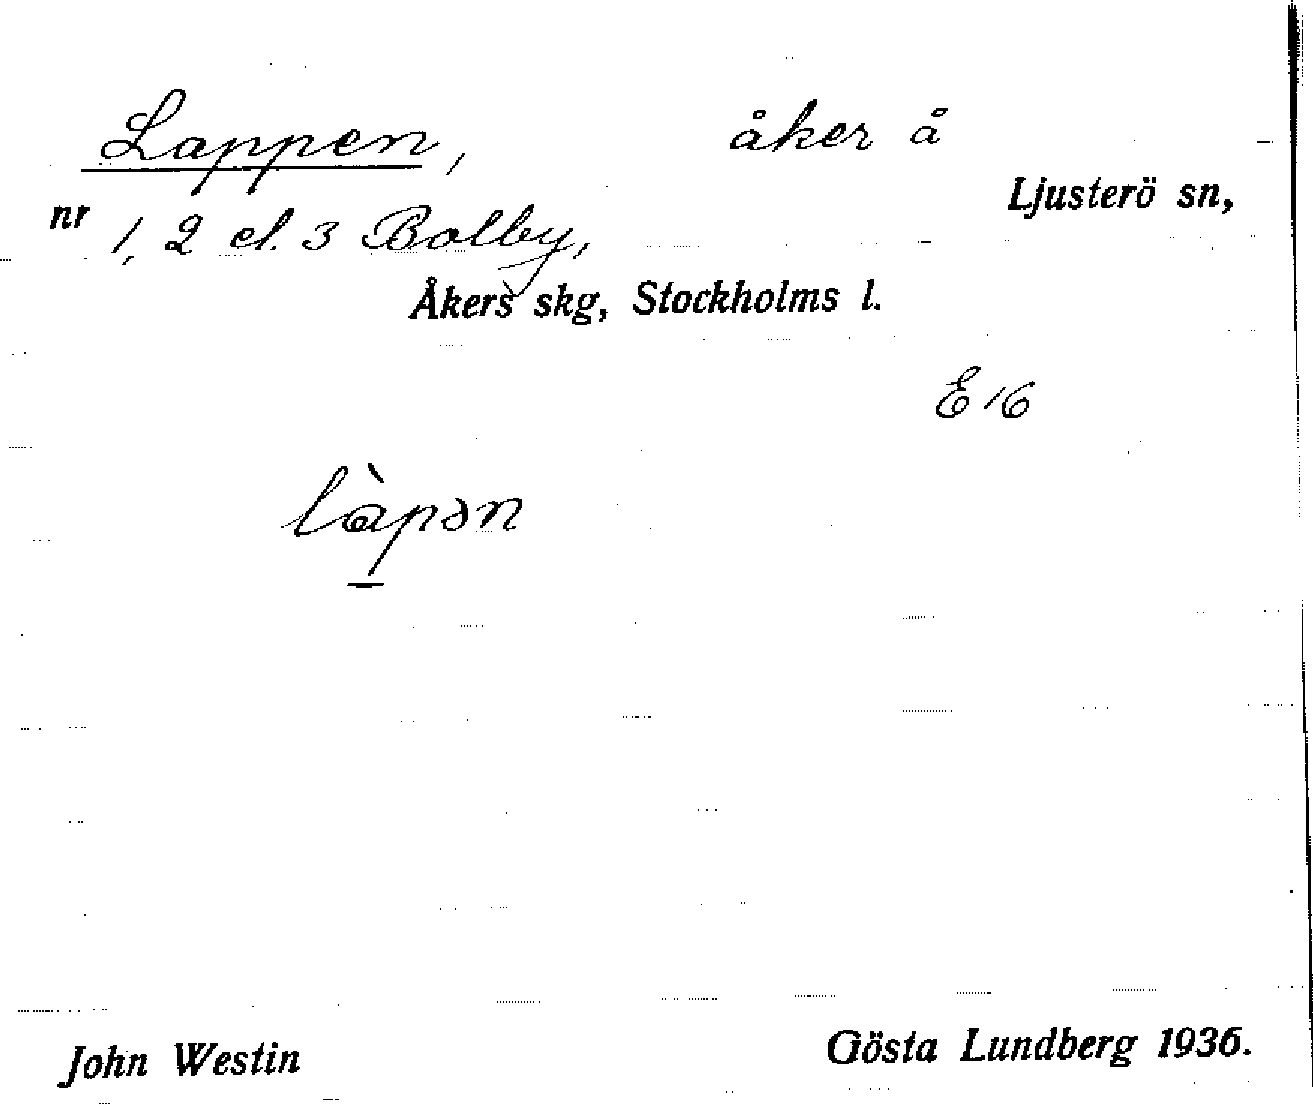 Lappen, åker å
Ljusterö sn,
nr 1, 2 el. 3 Bolby,
Åkers skg, Stockholms l.
E 16
làpən
John Westin Gösta Lundberg 1936.